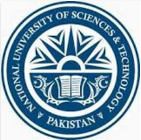 NATIONAL UNIVERSITY OF SCIENCES & TECHNOLOGY
PAKISTAN